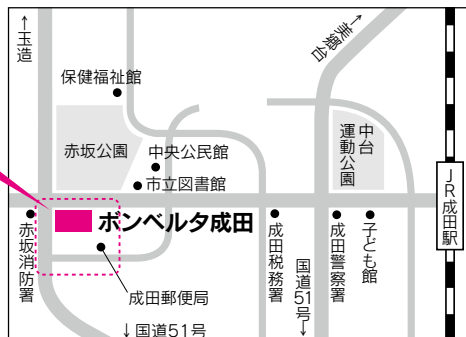 ↑玉造
↑美郷台
保健福祉館
赤坂公園
中央公民館
市立図書館
中台
運動公園
JR成田駅
ボンベルタ成田
赤坂消防署
成田郵便局
↓国道51号
成田税務署
国道51号→
成田警察署
子ども館